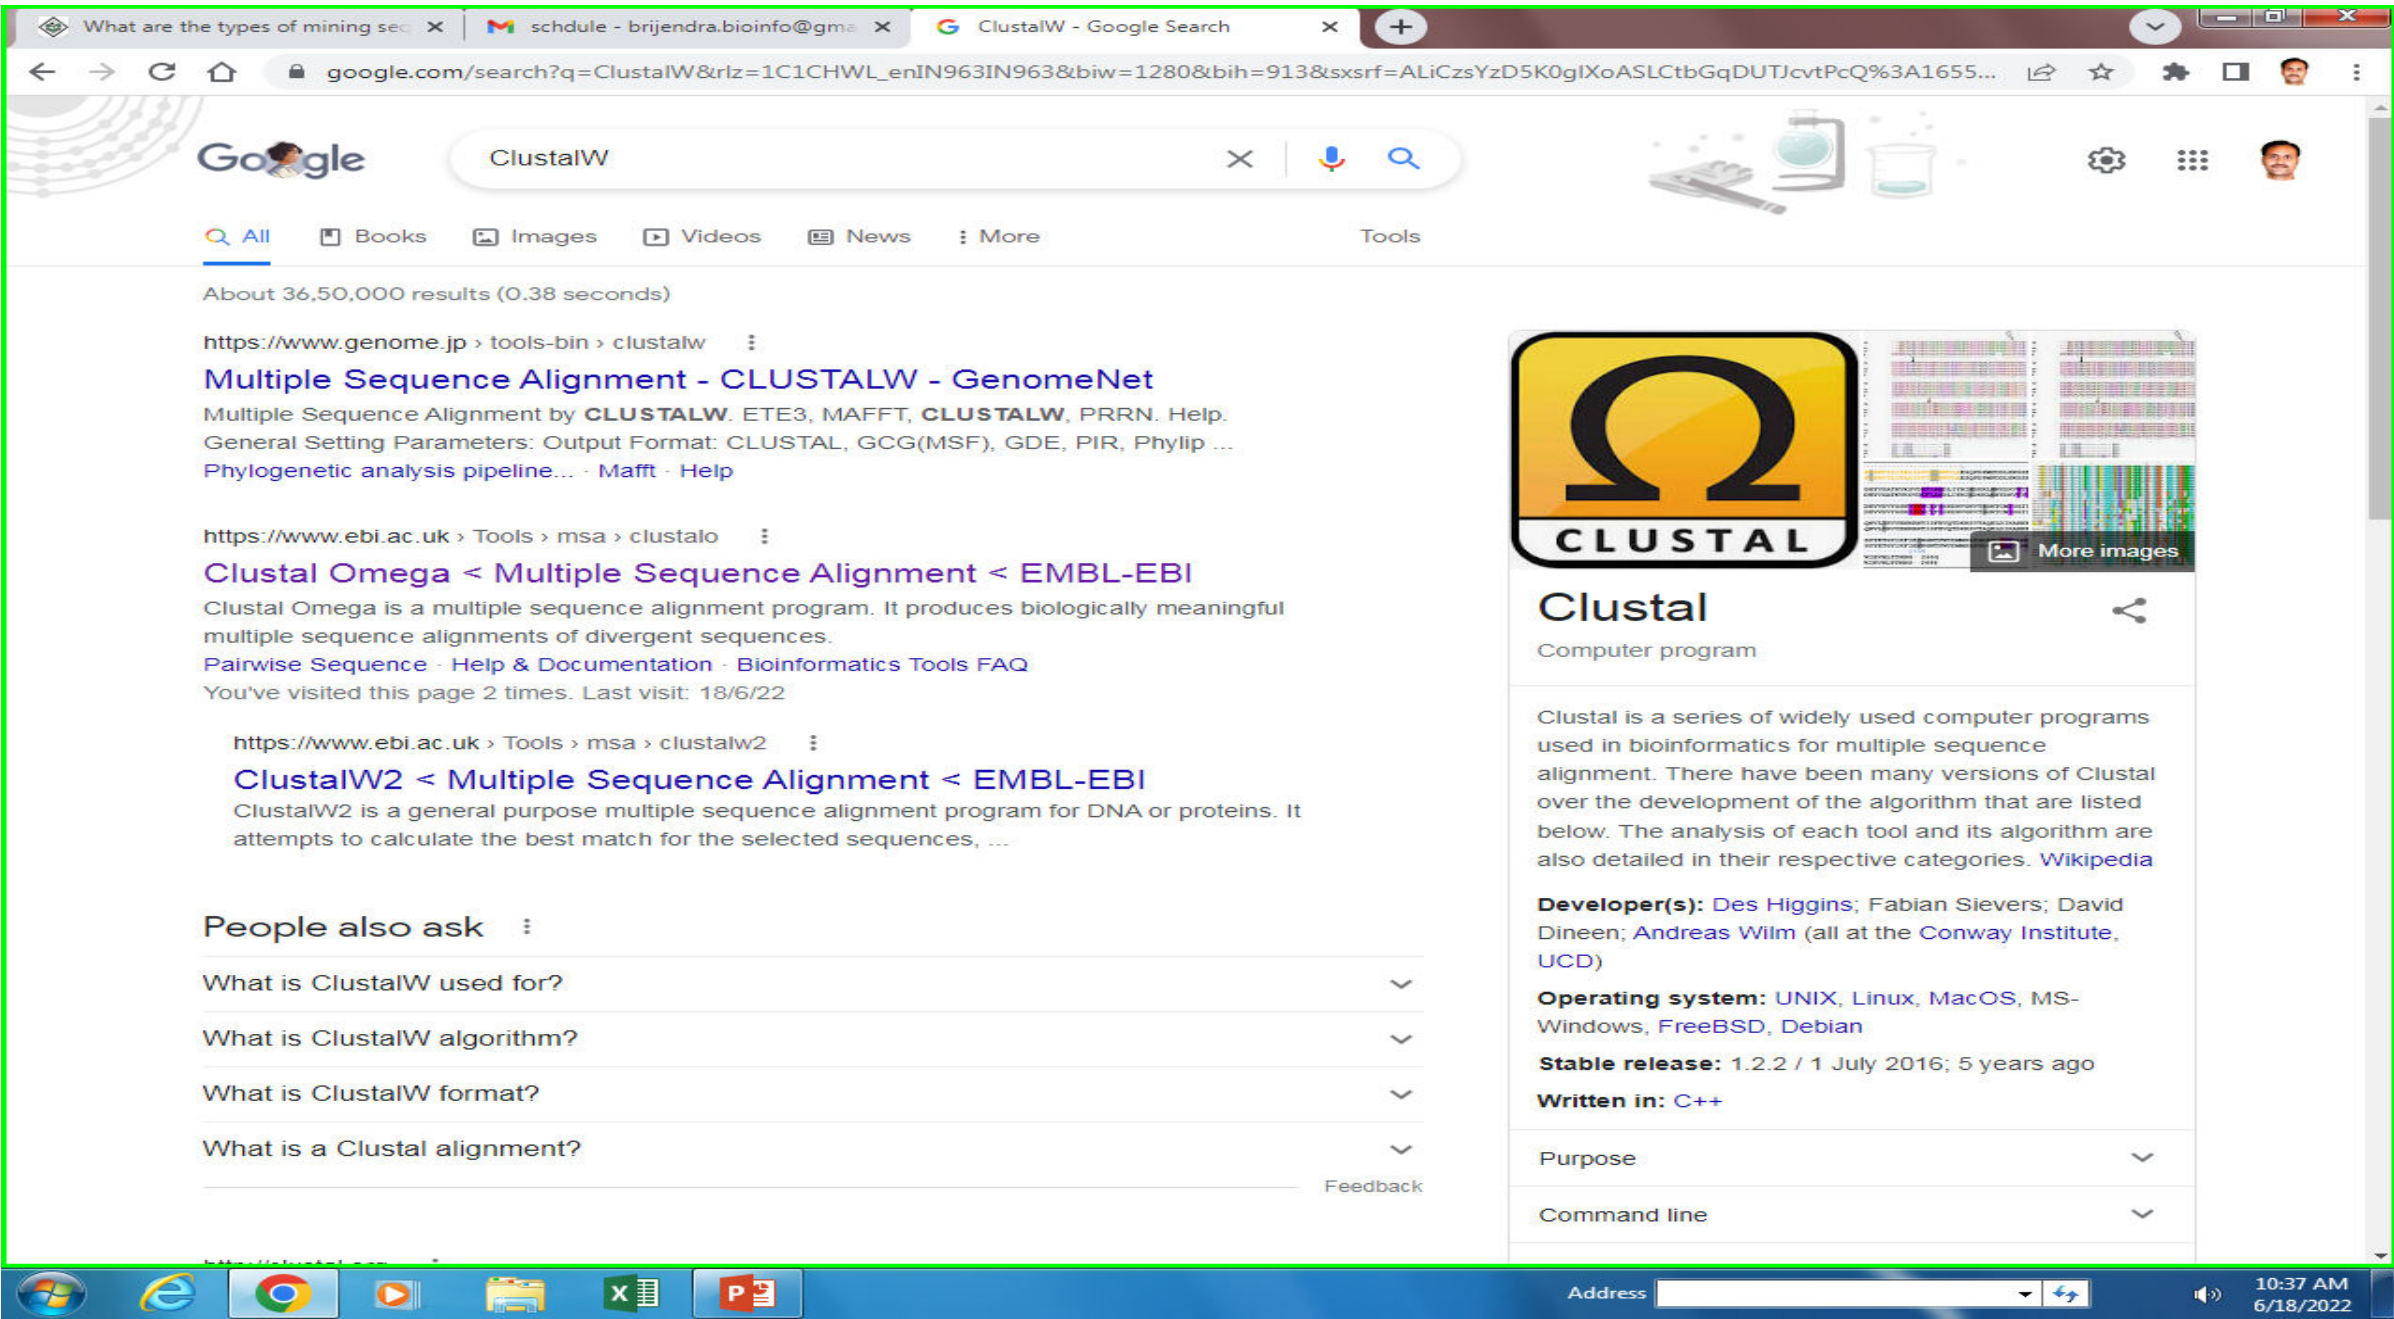 What are the types of mining sec
schdule - brijendra.bioinfo@gma
ClustalW - Google Search
google.com/search?q=ClustalW&rlz=1C1CHWL_enIN963IN963&biw=1280&bih=913&sxsrf=ALiCzsYzD5K0glXoASLCtbGqDUTJcvtPcQ%3A1655...
Google
ClustalW
All
Books
Images
Videos
News
More
Tools
About 36,50,000 results (0.38 seconds)
https://www.genome.jp › tools-bin › clustalw
Multiple Sequence Alignment - CLUSTALW - GenomeNet
Multiple Sequence Alignment by CLUSTALW. ETE3, MAFFT, CLUSTALW, PRRN. Help.
General Setting Parameters: Output Format: CLUSTAL, GCG(MSF), GDE, PIR, Phylip ...
Phylogenetic analysis pipeline... · Mafft · Help
https://www.ebi.ac.uk › Tools › msa › clustalo
Clustal Omega < Multiple Sequence Alignment < EMBL-EBI
Clustal Omega is a multiple sequence alignment program. It produces biologically meaningful
multiple sequence alignments of divergent sequences.
Pairwise Sequence · Help & Documentation · Bioinformatics Tools FAQ
You've visited this page 2 times. Last visit: 18/6/22
https://www.ebi.ac.uk › Tools › msa › clustalw2
ClustalW2 < Multiple Sequence Alignment < EMBL-EBI
ClustalW2 is a general purpose multiple sequence alignment program for DNA or proteins. It
attempts to calculate the best match for the selected sequences, ...
People also ask
What is ClustalW used for?
What is ClustalW algorithm?
What is ClustalW format?
What is a Clustal alignment?
Feedback
Ω
CLUSTAL
More images
Clustal
Computer program
Clustal is a series of widely used computer programs
used in bioinformatics for multiple sequence
alignment. There have been many versions of Clustal
over the development of the algorithm that are listed
below. The analysis of each tool and its algorithm are
also detailed in their respective categories. Wikipedia
Developer(s): Des Higgins; Fabian Sievers; David
Dineen; Andreas Wilm (all at the Conway Institute,
UCD)
Operating system: UNIX, Linux, MacOS, MS-
Windows, FreeBSD, Debian
Stable release: 1.2.2 / 1 July 2016; 5 years ago
Written in: C++
Purpose
Command line
Address
10:37 AM
6/18/2022